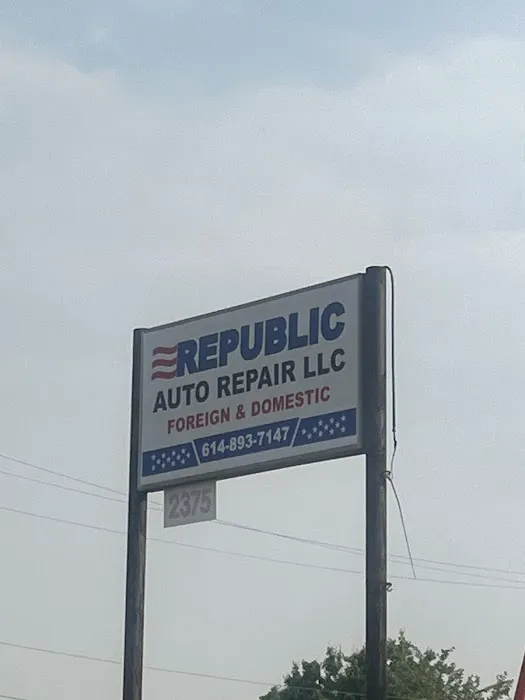 REPUBLIC
AUTO REPAIR LLC
FOREIGN & DOMESTIC
614-893-7147
2375